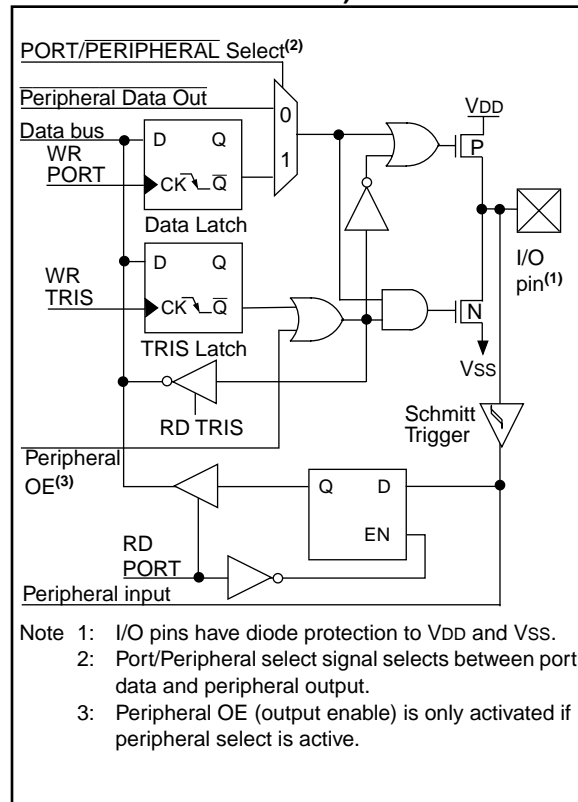 PORT/PERIPHERAL Select(2)
Peripheral Data Out
Data bus
WR
PORT
D Q
CK Q
Data Latch
0
1
VDD
P
I/O
pin(1)
WR
TRIS
D Q
CK Q
TRIS Latch
N
VSS
RD TRIS
Schmitt
Trigger
Peripheral
OE(3)
Q D
EN
RD
PORT
Peripheral input
Note 1: I/O pins have diode protection to VDD and VSS.
2: Port/Peripheral select signal selects between port
data and peripheral output.
3: Peripheral OE (output enable) is only activated if
peripheral select is active.